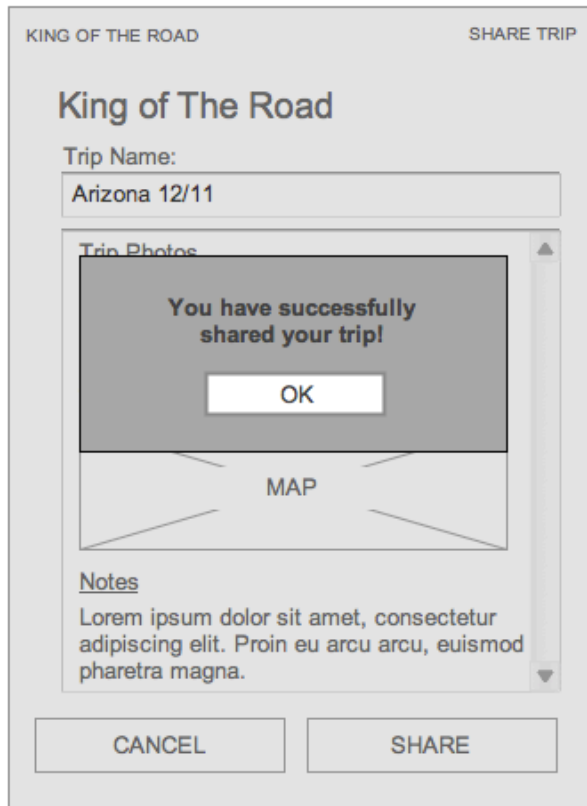 KING OF THE ROAD
SHARE TRIP
King of The Road
Trip Name:
Arizona 12/11
Trip Photos
You have successfully
shared your trip!
OK
MAP
Notes
Lorem ipsum dolor sit amet, consectetur
adipiscing elit. Proin eu arcu arcu, euismod
pharetra magna.
CANCEL
SHARE